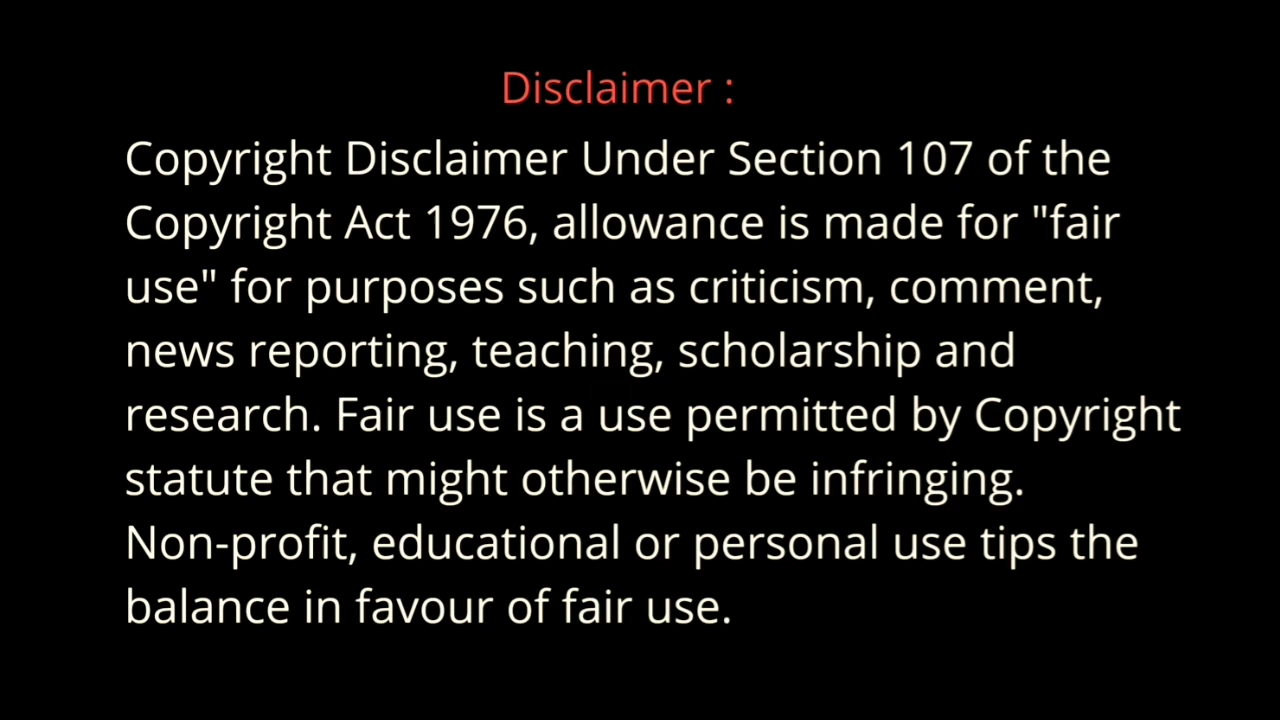 Disclaimer :
Copyright Disclaimer Under Section 107 of the
Copyright Act 1976, allowance is made for "fair
use" for purposes such as criticism, comment,
news reporting, teaching, scholarship and
research. Fair use is a use permitted by Copyright
statute that might otherwise be infringing.
Non-profit, educational or personal use tips the
balance in favour of fair use.